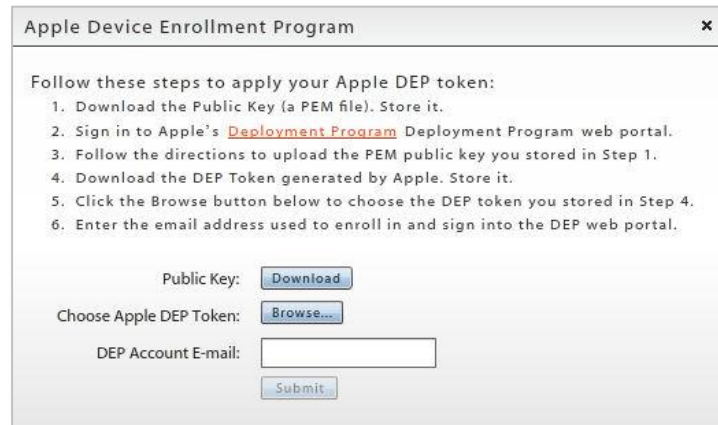 Apple Device Enrollment Program
Follow these steps to apply your Apple DEP token:
1. Download the Public Key (a PEM file). Store it.
2. Sign in to Apple's Deployment Program Deployment Program web portal.
3. Follow the directions to upload the PEM public key you stored in Step 1.
4. Download the DEP Token generated by Apple. Store it.
5. Click the Browse button below to choose the DEP token you stored in Step 4.
6. Enter the email address used to enroll in and sign into the DEP web portal.
Public Key: Download
Choose Apple DEP Token: Browse...
DEP Account E-mail:
Submit